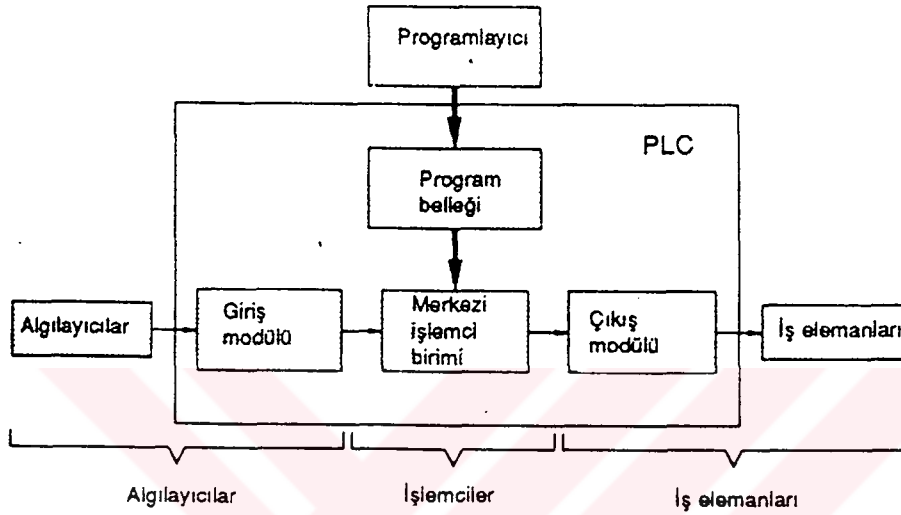 Programlayıcı
PLC
Program
belleği
Algılayıcılar
Giriş
modülü
Merkezi
işlemci
birimi
Çıkış
modülü
İş elemanları
Algılayıcılar
İşlemciler
İş elemanları